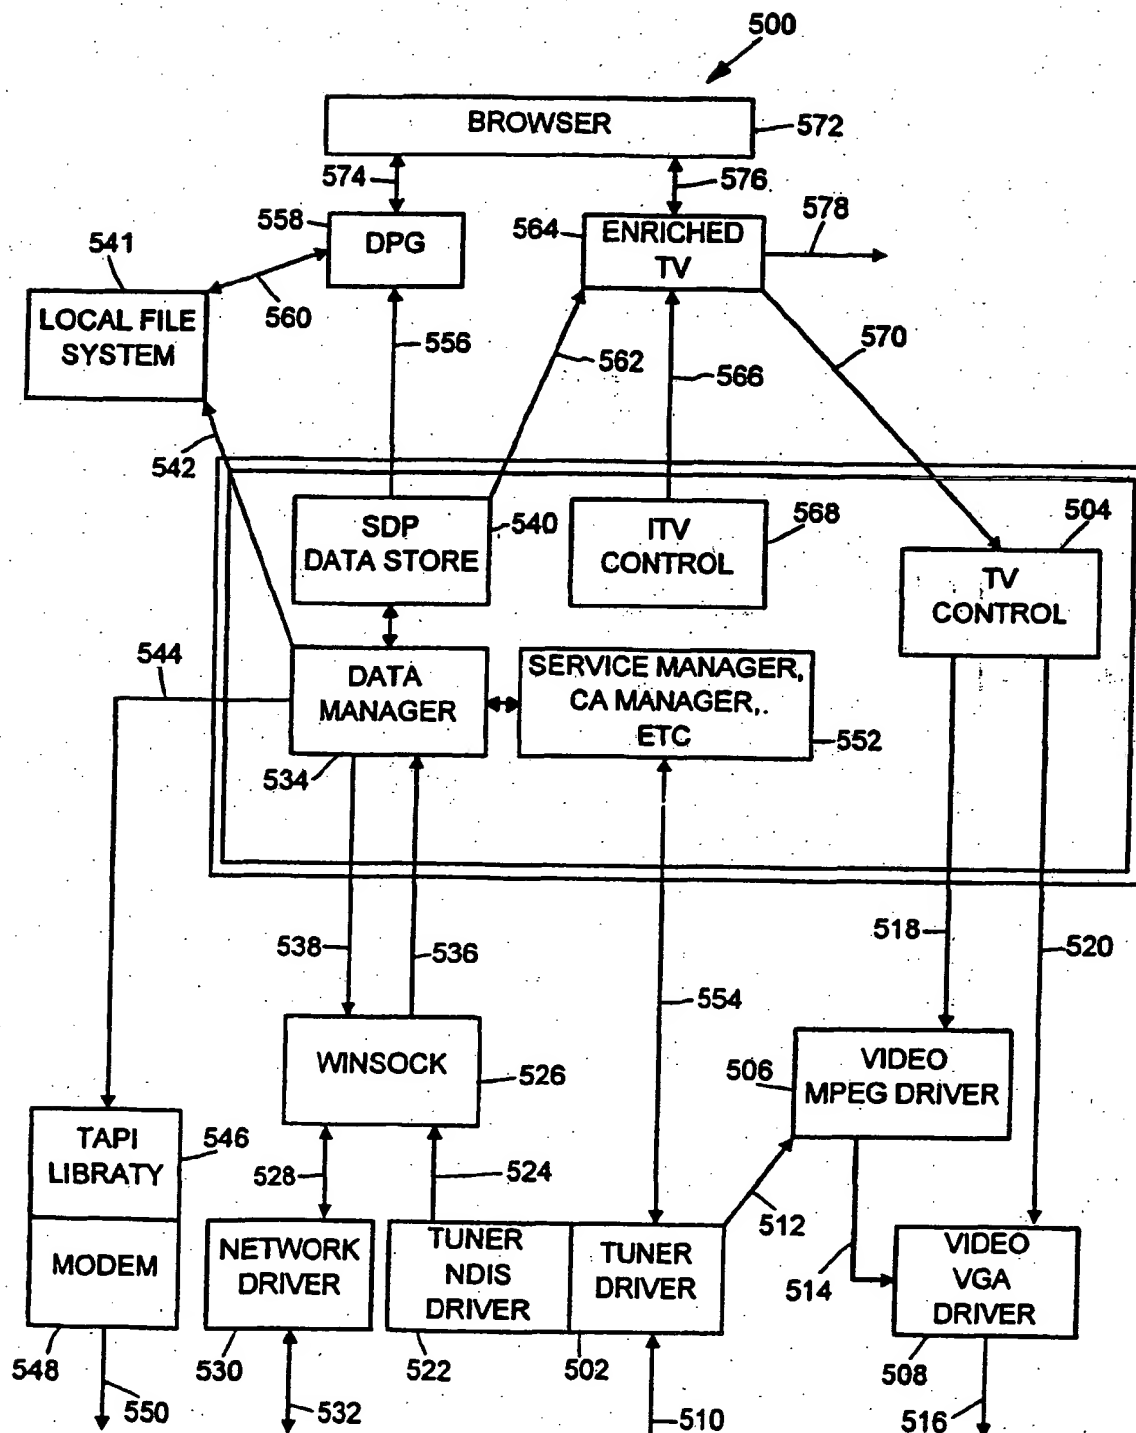 500
BROWSER
572
574
576
558
DPG
564
ENRICHED
TV
578
541
560
LOCAL FILE
SYSTEM
556
562
566
570
542
SDP
DATA STORE
540
ITV
CONTROL
568
504
TV
CONTROL
544
DATA
MANAGER
534
SERVICE MANAGER,
CA MANAGER,
ETC
552
538
536
554
518
520
WINSOCK
526
506
VIDEO
MPEG DRIVER
TAPI
LIBRATY
546
528
524
512
514
MODEM
548
550
NETWORK
DRIVER
530
532
TUNER
NDIS
DRIVER
522
TUNER
DRIVER
502
510
VIDEO
VGA
DRIVER
508
516